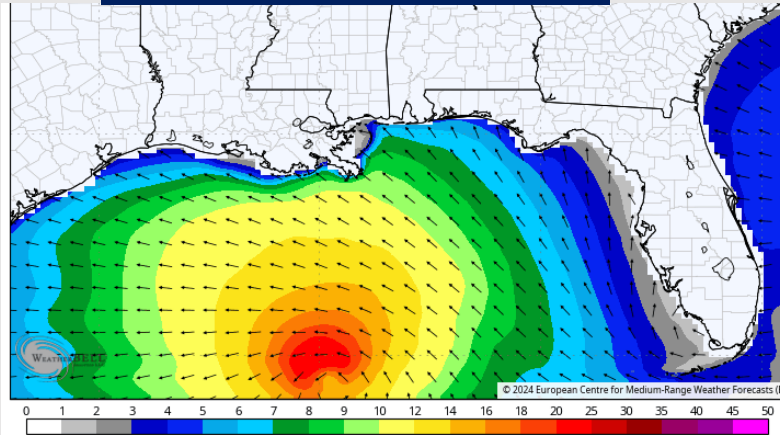 WEATHERBELL
© 2024 European Centre for Medium-Range Weather Forecasts (
0 1 2 3 4 5 6 7 8 9 10 12 14 16 18 20 25 30 35 40 45 50